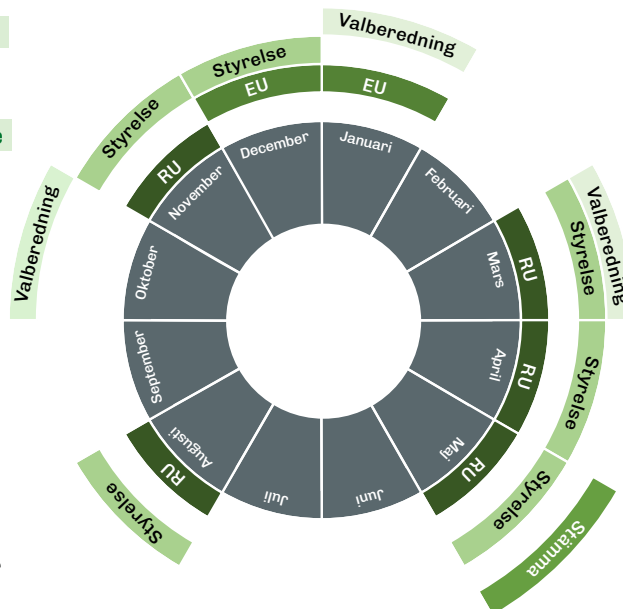 Valberedning
Styrelse
EU
EU
Styrelse
RU
Valberedning
Januari
Februari
Mars
April
Maj
Juni
Juli
Augusti
September
Oktober
November
December
RU
Styrelse
Valberedning
RU
Styrelse
RU
Styrelse
Stämma
RU
Styrelse